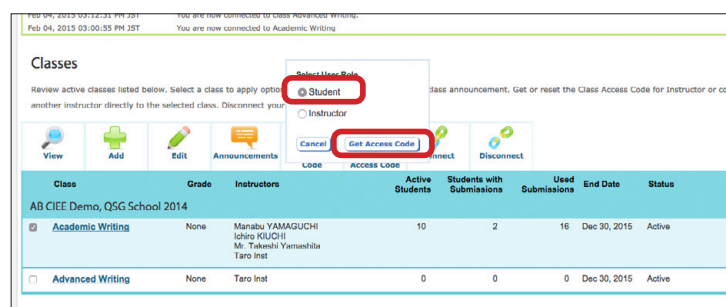 Feb 04, 2015 03:12:31 PM JST You are now connected to class Advanced Writing.
Feb 04, 2015 03:00:55 PM JST You are now connected to Academic Writing
Classes
Review active classes listed below. Select a class to apply optio
class announcement. Get or reset the Class Access Code for Instructor or co
another instructor directly to the selected class. Disconnect your
Select User Role
Student
Instructor
Cancel Get Access Code
View Add Edit Announcements Code Access Code nnect Disconnect
Class Grade Instructors Active Students Students with Submissions Used Submissions End Date Status
AB CIEE Demo, QSG School 2014
Academic Writing None Manabu YAMAGUCHI 10 2 16 Dec 30, 2015 Active
Ichiro KIUCHI
Mr. Takeshi Yamashita
Taro Inst
Advanced Writing None Taro Inst 0 0 0 Dec 30, 2015 Active